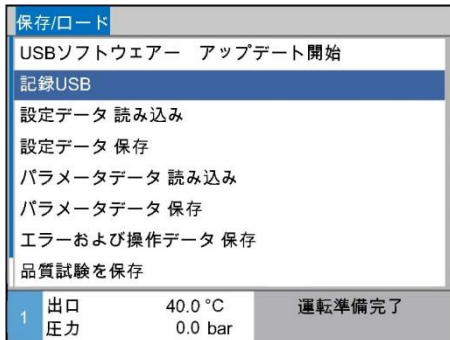 保存/ロード
USBソフトウェアー　アップデート開始
記録USB
設定データ 読み込み
設定データ 保存
パラメータデータ 読み込み
パラメータデータ 保存
エラーおよび操作データ 保存
品質試験を保存
1 出口 40.0 °C 運転準備完了
圧力 0.0 bar